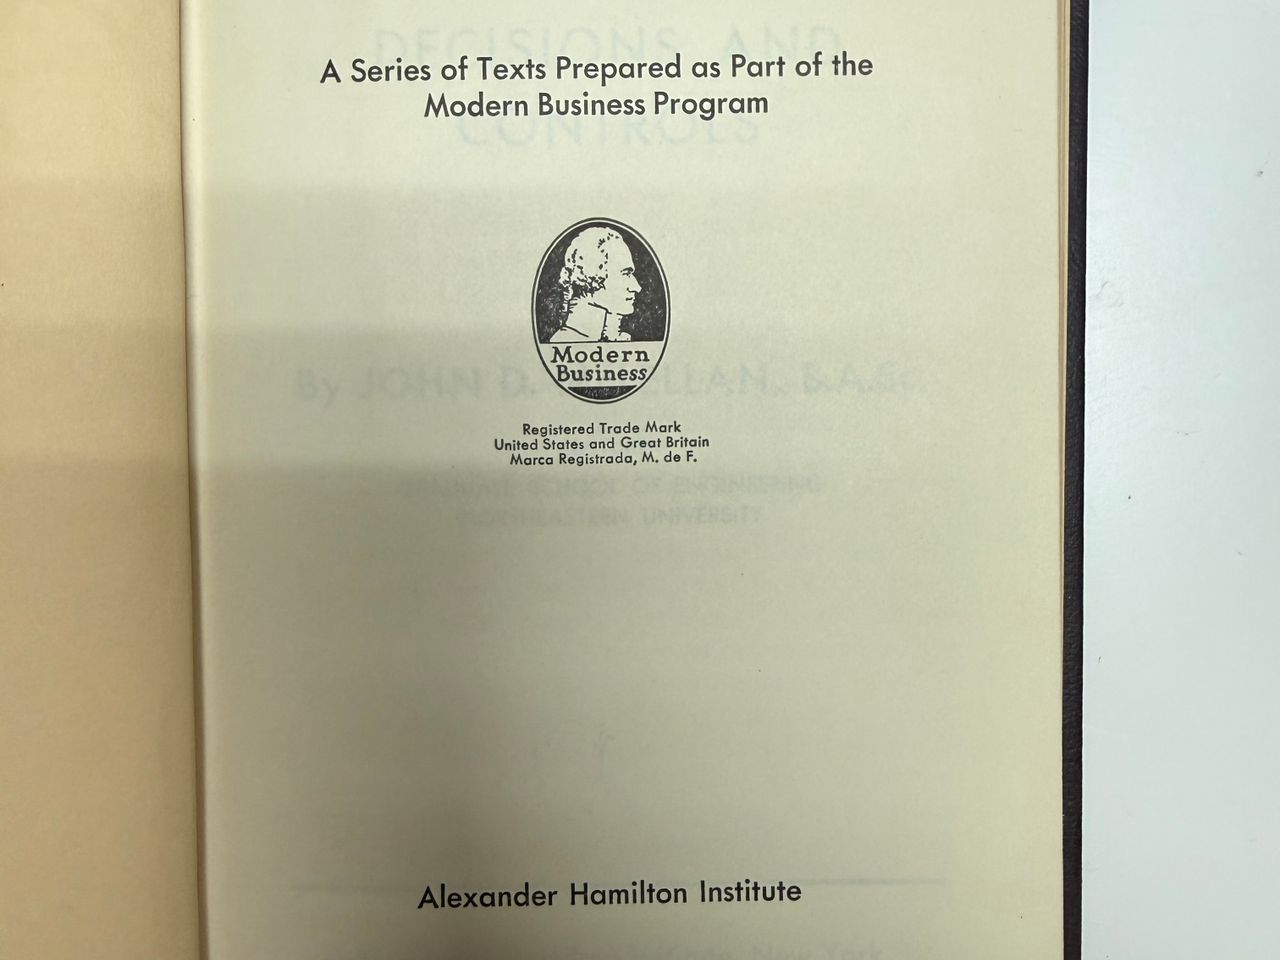 A Series of Texts Prepared as Part of the
Modern Business Program
Modern
Business
Registered Trade Mark
United States and Great Britain
Marca Registrada, M. de F.
Alexander Hamilton Institute